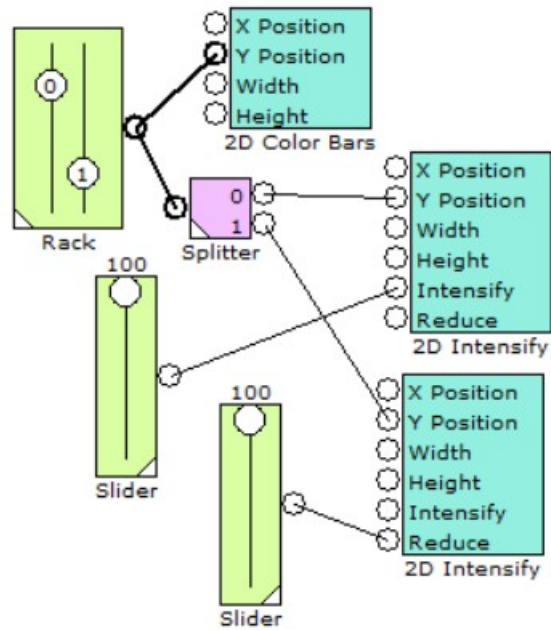 0
1
Rack
X Position
Y Position
Width
Height
2D Color Bars
0
1
Splitter
X Position
Y Position
Width
Height
Intensify
Reduce
2D Intensify
100
Slider
100
Slider
X Position
Y Position
Width
Height
Intensify
Reduce
2D Intensify